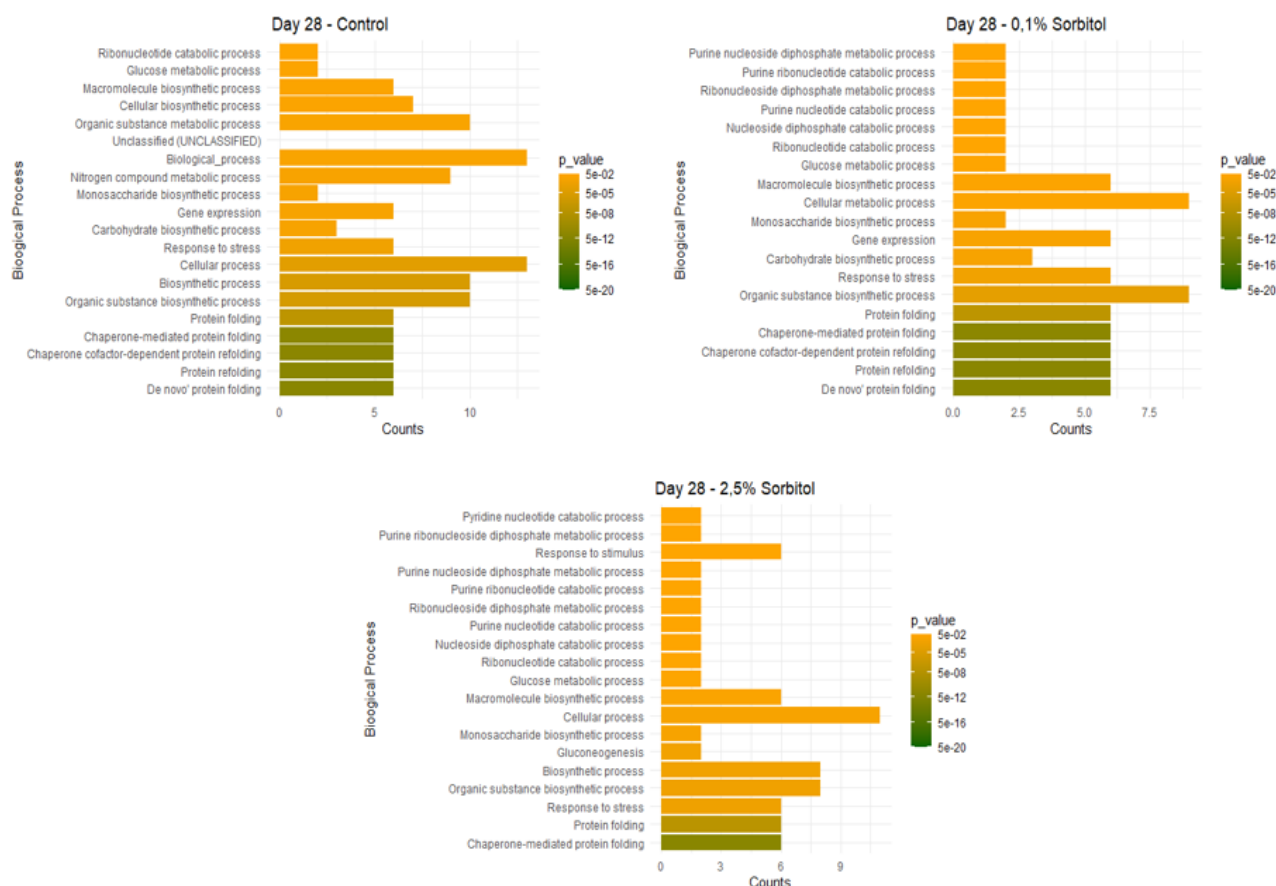 Day 28 - Control
Ribonucleotide catabolic process
Glucose metabolic process
Macromolecule biosynthetic process
Cellular biosynthetic process
Organic substance metabolic process
Unclassified (UNCLASSIFIED)
Biological_process
Nitrogen compound metabolic process
Monosaccharide biosynthetic process
Gene expression
Carbohydrate biosynthetic process
Response to stress
Cellular process
Biosynthetic process
Organic substance biosynthetic process
Protein folding
Chaperone-mediated protein folding
Chaperone cofactor-dependent protein refolding
Protein refolding
De novo' protein folding
Bioogical Process
0 5 10
Counts
p_value
5e-02
5e-05
5e-08
5e-12
5e-16
5e-20
Day 28 - 0,1% Sorbitol
Purine nucleoside diphosphate metabolic process
Purine ribonucleotide catabolic process
Ribonucleoside diphosphate metabolic process
Purine nucleotide catabolic process
Nucleoside diphosphate catabolic process
Ribonucleotide catabolic process
Glucose metabolic process
Macromolecule biosynthetic process
Cellular metabolic process
Monosaccharide biosynthetic process
Gene expression
Carbohydrate biosynthetic process
Response to stress
Organic substance biosynthetic process
Protein folding
Chaperone-mediated protein folding
Chaperone cofactor-dependent protein refolding
Protein refolding
De novo' protein folding
Bioogical Process
0.0 2.5 5.0 7.5
Counts
p_value
5e-02
5e-05
5e-08
5e-12
5e-16
5e-20
Day 28 - 2,5% Sorbitol
Pyridine nucleotide catabolic process
Purine ribonucleoside diphosphate metabolic process
Response to stimulus
Purine nucleoside diphosphate metabolic process
Purine ribonucleotide catabolic process
Ribonucleoside diphosphate metabolic process
Purine nucleotide catabolic process
Nucleoside diphosphate catabolic process
Ribonucleotide catabolic process
Glucose metabolic process
Macromolecule biosynthetic process
Cellular process
Monosaccharide biosynthetic process
Gluconeogenesis
Biosynthetic process
Organic substance biosynthetic process
Response to stress
Protein folding
Chaperone-mediated protein folding
Bioogical Process
0 3 6 9
Counts
p_value
5e-02
5e-05
5e-08
5e-12
5e-16
5e-20